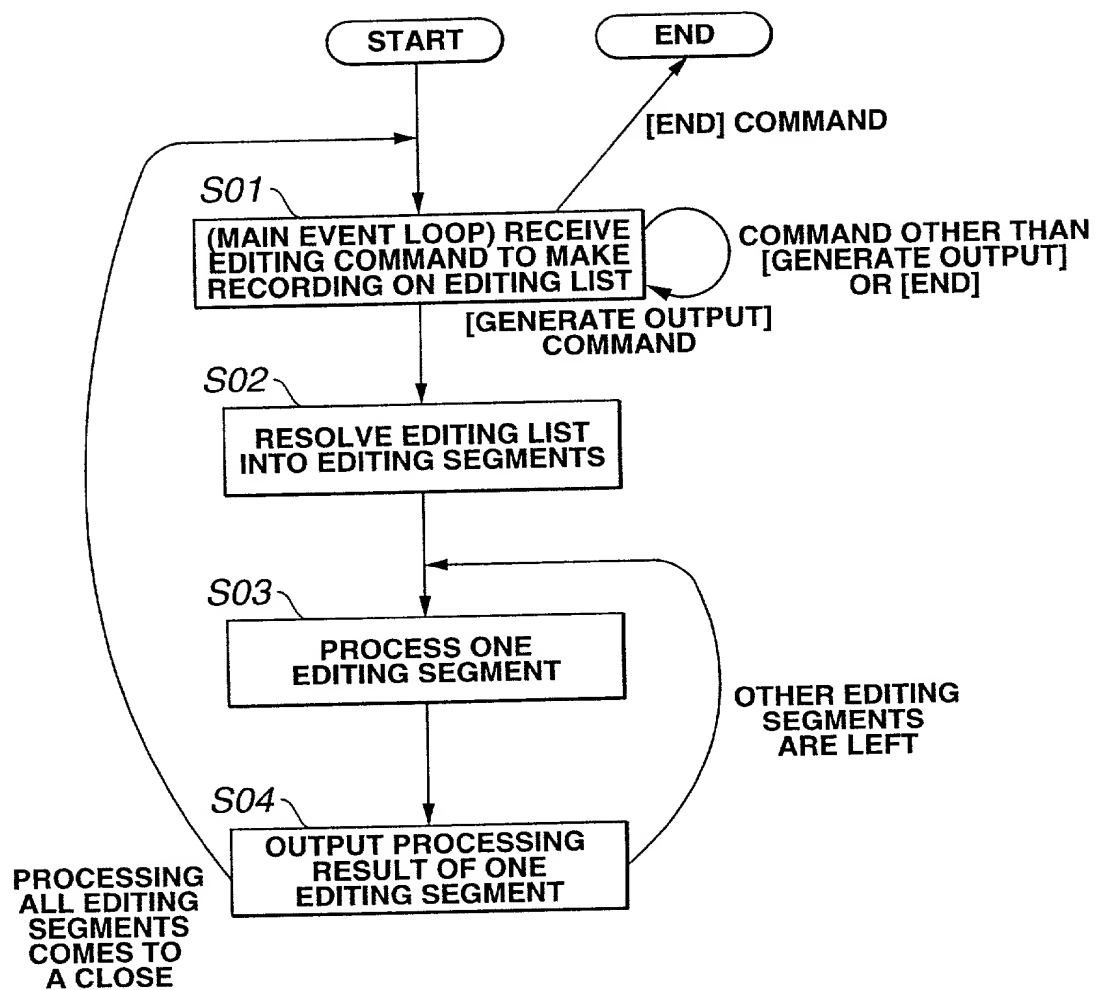 START
END
[END] COMMAND
S01
(MAIN EVENT LOOP) RECEIVE
EDITING COMMAND TO MAKE
RECORDING ON EDITING LIST
COMMAND OTHER THAN
[GENERATE OUTPUT]
OR [END]
[GENERATE OUTPUT]
COMMAND
S02
RESOLVE EDITING LIST
INTO EDITING SEGMENTS
S03
PROCESS ONE
EDITING SEGMENT
OTHER EDITING
SEGMENTS
ARE LEFT
S04
OUTPUT PROCESSING
RESULT OF ONE
EDITING SEGMENT
PROCESSING
ALL EDITING
SEGMENTS
COMES TO
A CLOSE